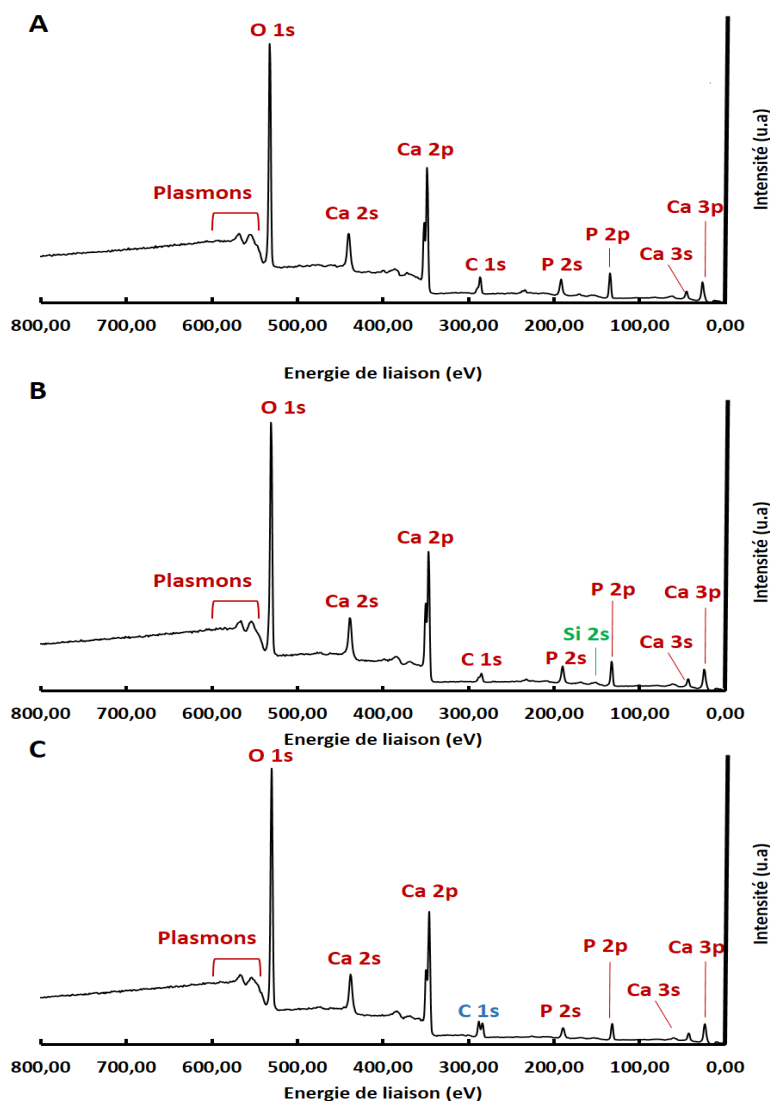 A
O 1s
Ca 2p
Plasmons
Ca 2s
Ca 3p
P 2p
C 1s
P 2s
Ca 3s
Intensité (u.a)
800,00 700,00 600,00 500,00 400,00 300,00 200,00 100,00 0,00
Energie de liaison (eV)
B
O 1s
Ca 2p
Plasmons
Ca 2s
P 2p
Ca 3p
Si 2s
Ca 3s
C 1s
P 2s
Intensité (u.a)
800,00 700,00 600,00 500,00 400,00 300,00 200,00 100,00 0,00
Energie de liaison (eV)
C
O 1s
Ca 2p
Plasmons
Ca 2s
P 2p
Ca 3p
Ca 3s
C 1s
P 2s
Intensité (u.a)
800,00 700,00 600,00 500,00 400,00 300,00 200,00 100,00 0,00
Energie de liaison (eV)